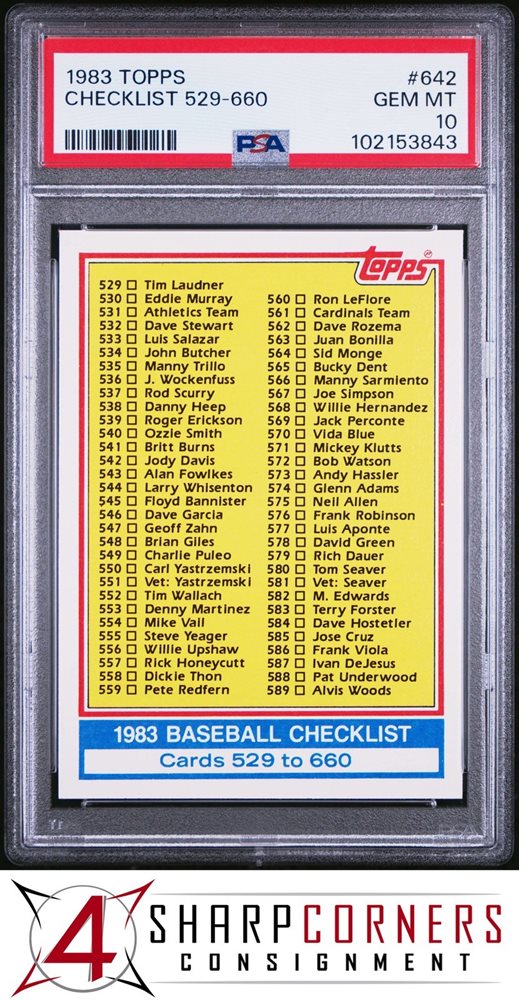 1983 TOPPS #642
CHECKLIST 529-660 GEM MT
10
PSA 102153843
topps
529 □ Tim Laudner
530 □ Eddie Murray
531 □ Athletics Team
532 □ Dave Stewart
533 □ Luis Salazar
534 □ John Butcher
535 □ Manny Trillo
536 □ J. Wockenfuss
537 □ Rod Scurry
538 □ Danny Heep
539 □ Roger Erickson
540 □ Ozzie Smith
541 □ Britt Burns
542 □ Jody Davis
543 □ Alan Fowlkes
544 □ Larry Whisenton
545 □ Floyd Bannister
546 □ Dave Garcia
547 □ Geoff Zahn
548 □ Brian Giles
549 □ Charlie Puleo
550 □ Carl Yastrzemski
551 □ Vet: Yastrzemski
552 □ Tim Wallach
553 □ Denny Martinez
554 □ Mike Vail
555 □ Steve Yeager
556 □ Willie Upshaw
557 □ Rick Honeycutt
558 □ Dickie Thon
559 □ Pete Redfern
560 □ Ron LeFlore
561 □ Cardinals Team
562 □ Dave Rozema
563 □ Juan Bonilla
564 □ Sid Monge
565 □ Bucky Dent
566 □ Manny Sarmiento
567 □ Joe Simpson
568 □ Willie Hernandez
569 □ Jack Perconte
570 □ Vida Blue
571 □ Mickey Klutts
572 □ Bob Watson
573 □ Andy Hassler
574 □ Glenn Adams
575 □ Neil Allen
576 □ Frank Robinson
577 □ Luis Aponte
578 □ David Green
579 □ Rich Dauer
580 □ Tom Seaver
581 □ Vet: Seaver
582 □ M. Edwards
583 □ Terry Forster
584 □ Dave Hostetler
585 □ Jose Cruz
586 □ Frank Viola
587 □ Ivan DeJesus
588 □ Pat Underwood
589 □ Alvis Woods
1983 BASEBALL CHECKLIST
Cards 529 to 660
PSA
4 SHARPCORNERS
CONSIGNMENT